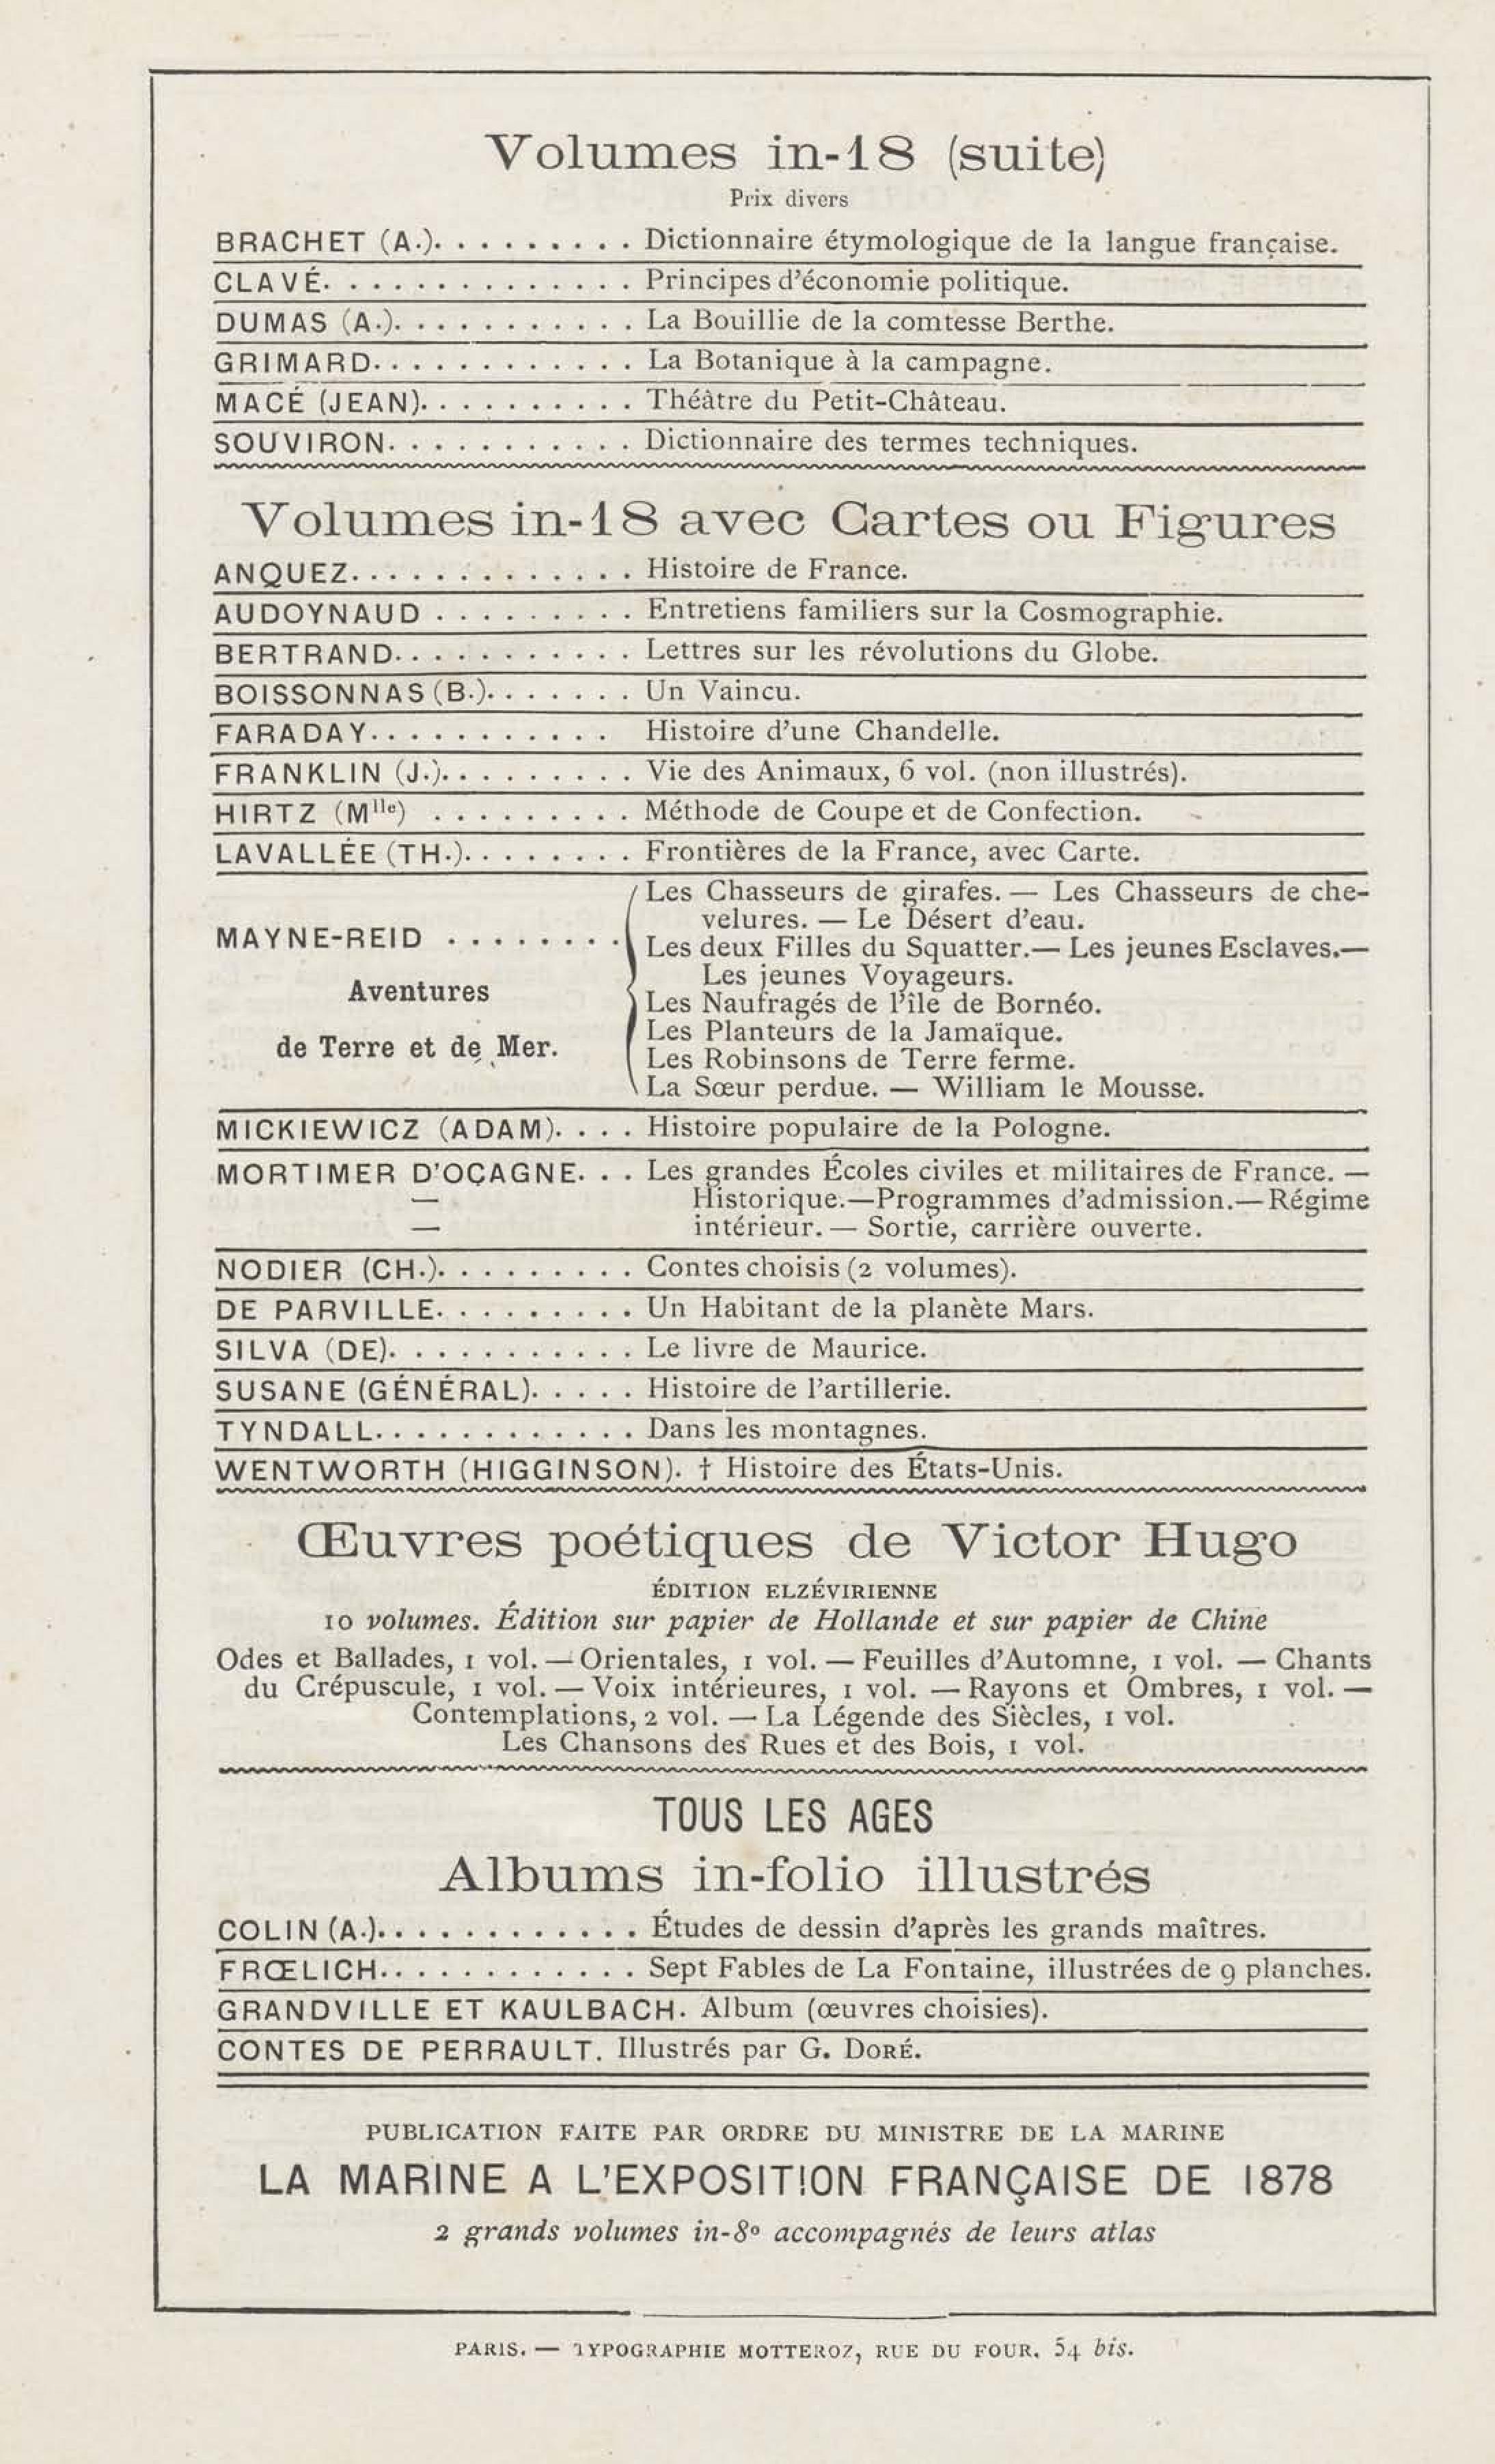 Volumes in-18 (suite)
Prix divers
BRACHET (A.). . . . . . . . . Dictionnaire étymologique de la langue française.
CLAVÉ. . . . . . . . . . . . . . Principes d'économie politique.
DUMAS (A.). . . . . . . . . . . La Bouillie de la comtesse Berthe.
GRIMARD. . . . . . . . . . . . La Botanique à la campagne.
MACÉ (JEAN). . . . . . . . . . Théâtre du Petit-Château.
SOUVIRON. . . . . . . . . . . Dictionnaire des termes techniques.
Volumes in-18 avec Cartes ou Figures
ANQUEZ. . . . . . . . . . . . . Histoire de France.
AUDOYNAUD . . . . . . . . . Entretiens familiers sur la Cosmographie.
BERTRAND. . . . . . . . . . . Lettres sur les révolutions du Globe.
BOISSONNAS (B.). . . . . . . Un Vaincu.
FARADAY. . . . . . . . . . . Histoire d'une Chandelle.
FRANKLIN (J.). . . . . . . . . Vie des Animaux, 6 vol. (non illustrés).
HIRTZ (Mlle) . . . . . . . . . Méthode de Coupe et de Confection.
LAVALLÉE (TH.). . . . . . . . Frontières de la France, avec Carte.
Les Chasseurs de girafes. — Les Chasseurs de che-
velures. — Le Désert d'eau.
MAYNE-REID . . . . . . . . Les deux Filles du Squatter.— Les jeunes Esclaves.—
Les jeunes Voyageurs.
Aventures
Les Naufragés de l'île de Bornéo.
Les Planteurs de la Jamaïque.
de Terre et de Mer.
Les Robinsons de Terre ferme.
La Sœur perdue. — William le Mousse.
MICKIEWICZ (ADAM). . . . Histoire populaire de la Pologne.
MORTIMER D'OÇAGNE. . . Les grandes Écoles civiles et militaires de France. —
— Historique.—Programmes d'admission.—Régime
— intérieur. — Sortie, carrière ouverte.
NODIER (CH.). . . . . . . . . Contes choisis (2 volumes).
DE PARVILLE. . . . . . . . . Un Habitant de la planète Mars.
SILVA (DE). . . . . . . . . . . Le livre de Maurice.
SUSANE (GÉNÉRAL). . . . . Histoire de l'artillerie.
TYNDALL. . . . . . . . . . . . Dans les montagnes.
WENTWORTH (HIGGINSON). † Histoire des États-Unis.
Œuvres poétiques de Victor Hugo
ÉDITION ELZÉVIRIENNE
10 volumes. Édition sur papier de Hollande et sur papier de Chine
Odes et Ballades, 1 vol. — Orientales, 1 vol. — Feuilles d'Automne, 1 vol. — Chants
du Crépuscule, 1 vol. — Voix intérieures, 1 vol. — Rayons et Ombres, 1 vol. —
Contemplations, 2 vol. — La Légende des Siècles, 1 vol.
Les Chansons des Rues et des Bois, 1 vol.
TOUS LES AGES
Albums in-folio illustrés
COLIN (A.). . . . . . . . . . . . Études de dessin d'après les grands maîtres.
FRŒLICH. . . . . . . . . . . . Sept Fables de La Fontaine, illustrées de 9 planches.
GRANDVILLE ET KAULBACH. Album (œuvres choisies).
CONTES DE PERRAULT. Illustrés par G. DORÉ.
PUBLICATION FAITE PAR ORDRE DU MINISTRE DE LA MARINE
LA MARINE A L'EXPOSITION FRANÇAISE DE 1878
2 grands volumes in-8º accompagnés de leurs atlas
PARIS. — TYPOGRAPHIE MOTTEROZ, RUE DU FOUR, 54 bis.